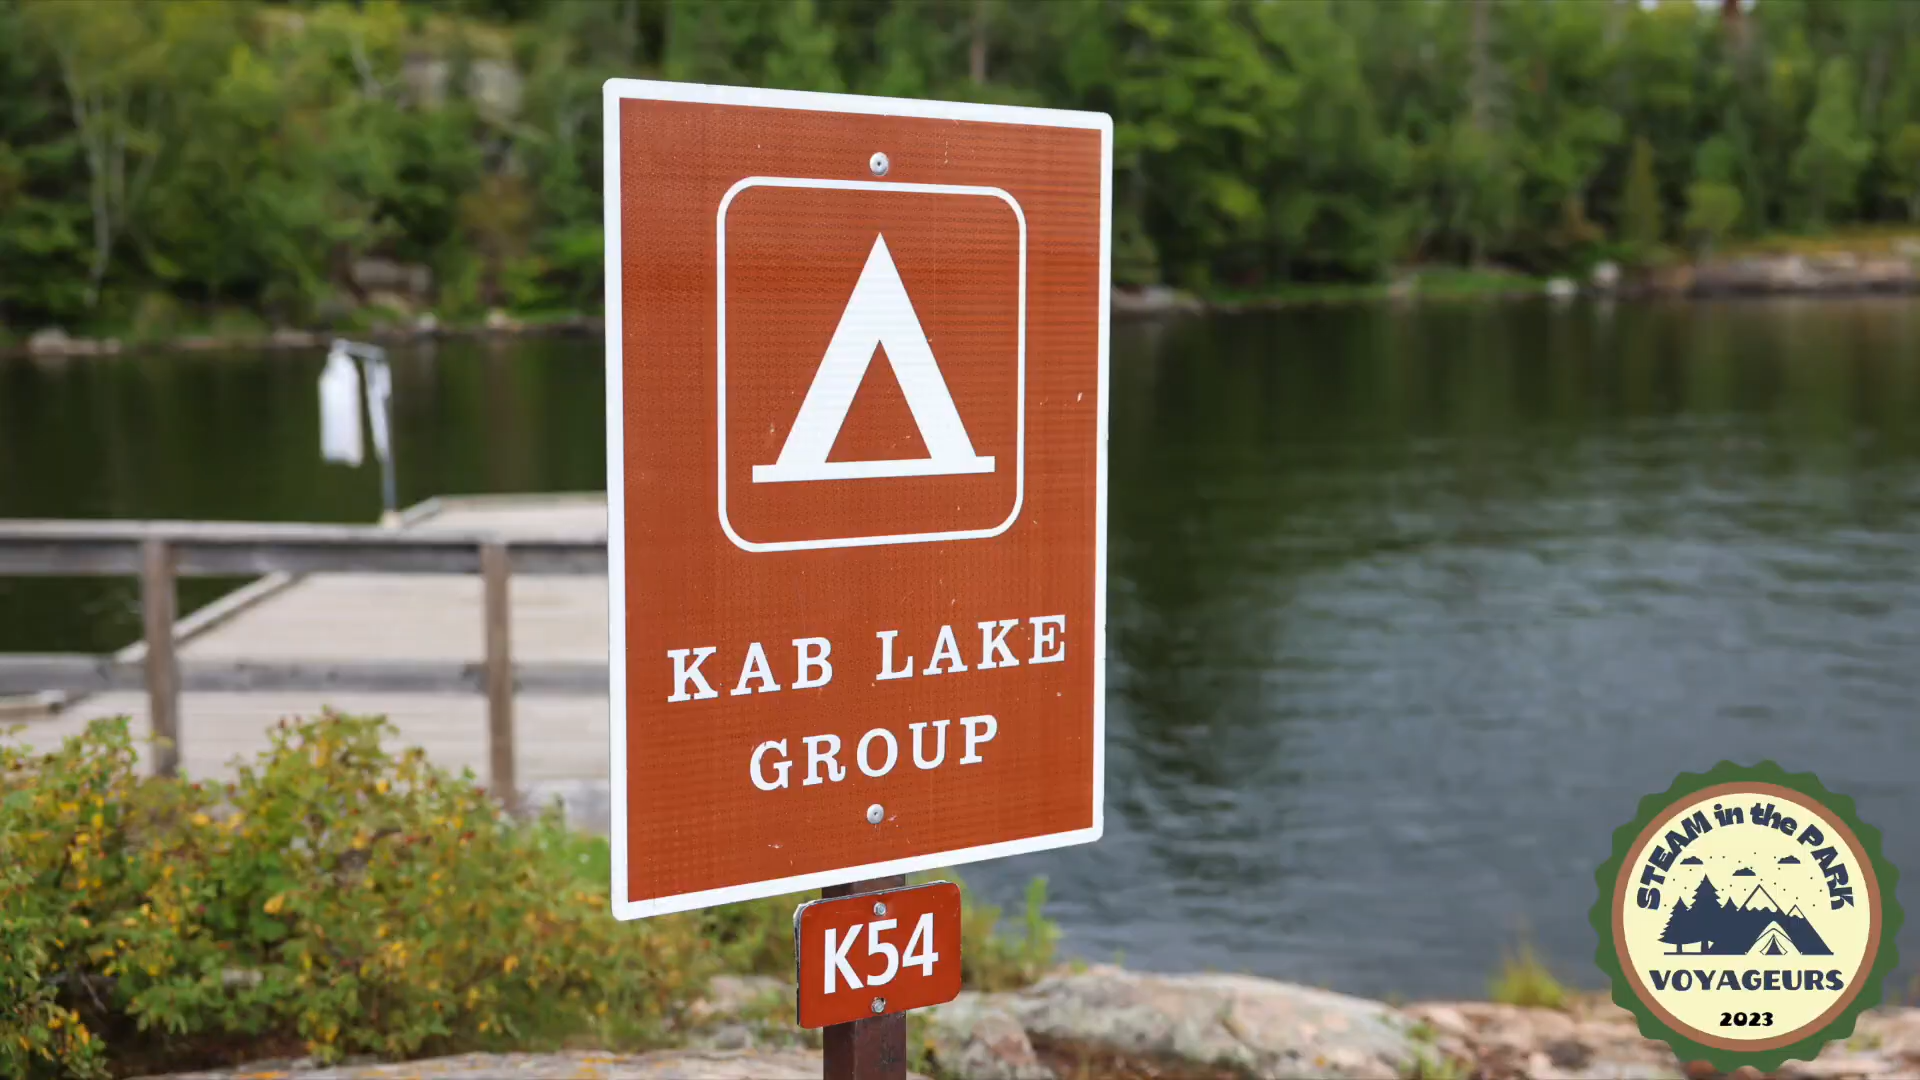 KAB LAKE
GROUP
K54
STEAM in the PARK
VOYAGEURS
2023